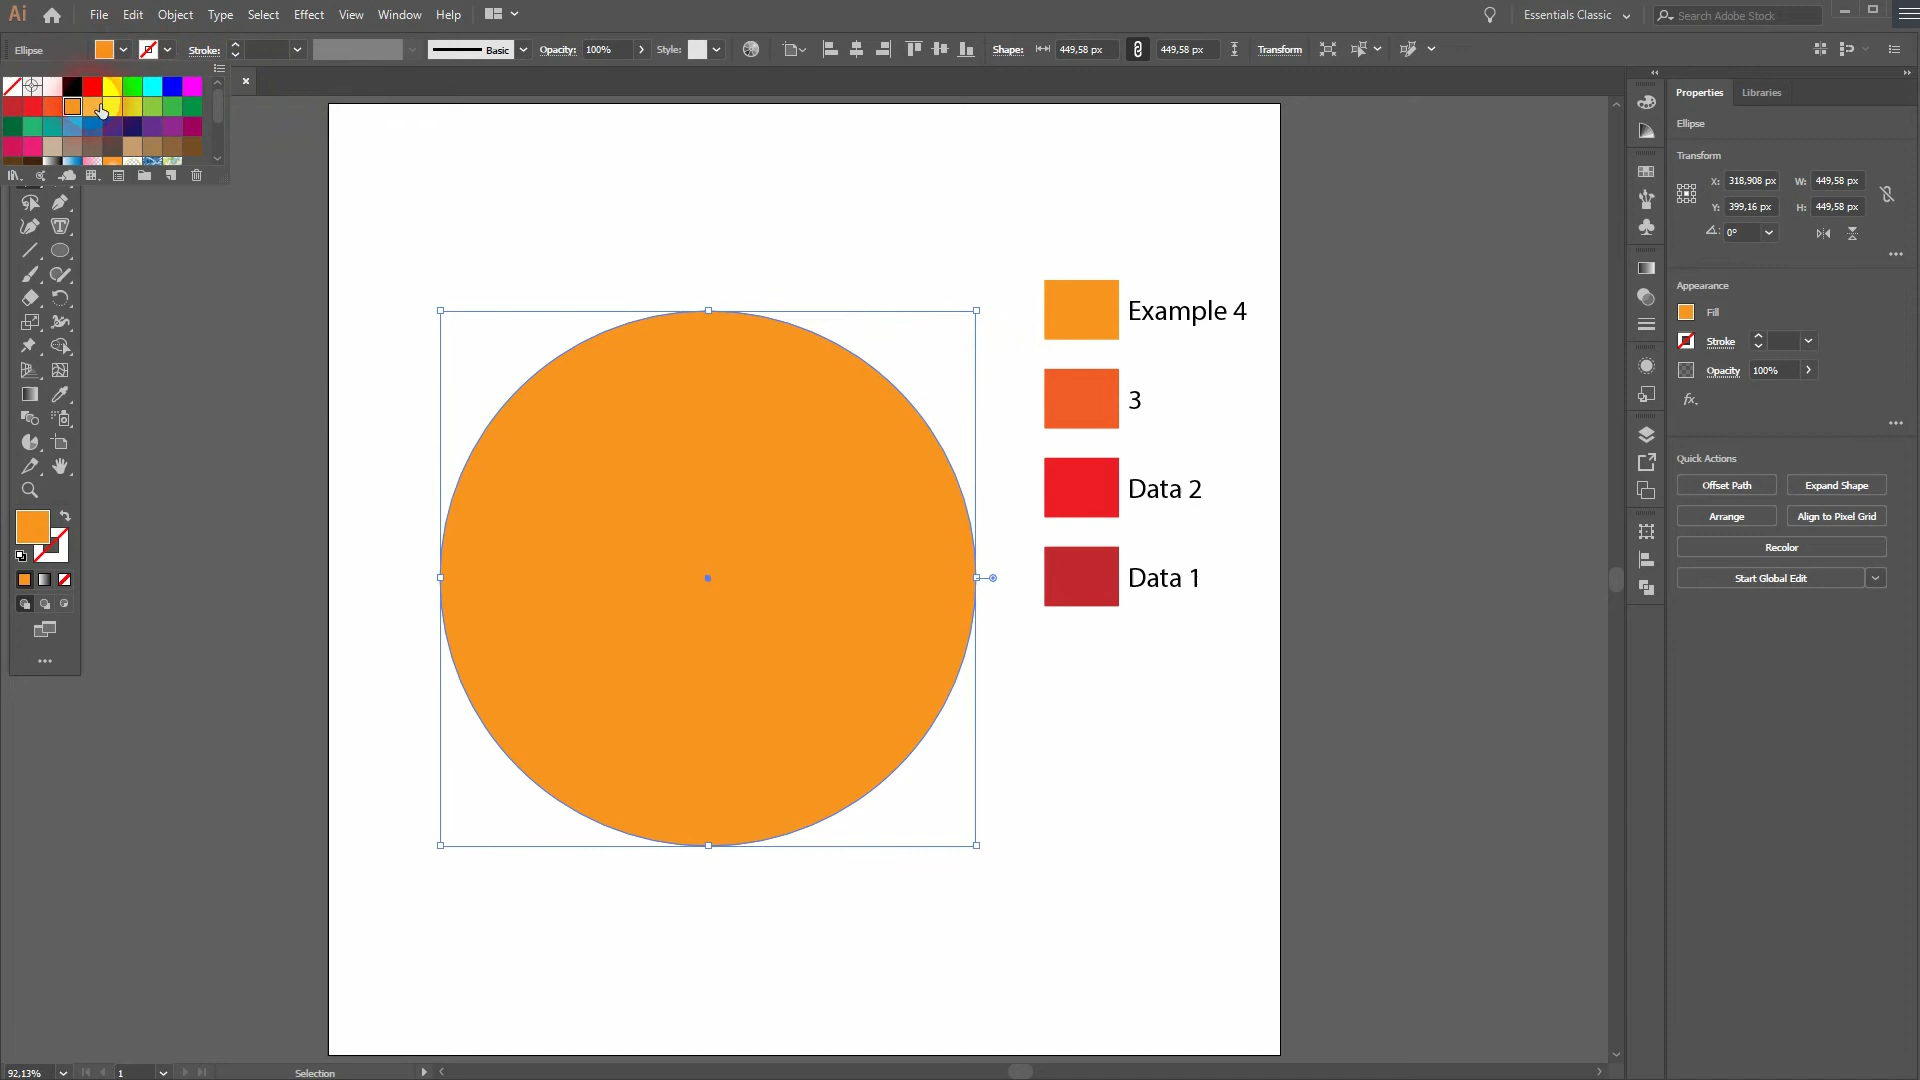 Ai File Edit Object Type Select Effect View Window Help Essentials Classic Search Adobe Stock
Ellipse Stroke: Basic Opacity: 100% Style: Shape: 449,58 px 449,58 px Transform
Properties Libraries
Ellipse
Transform
X: 318,908 px W: 449,58 px
Y: 399,16 px H: 449,58 px
0°
Appearance
Fill
Stroke
Opacity 100%
fx.
Quick Actions
Offset Path Expand Shape
Arrange Align to Pixel Grid
Recolor
Start Global Edit
Example 4
3
Data 2
Data 1
92,13% 1 Selection